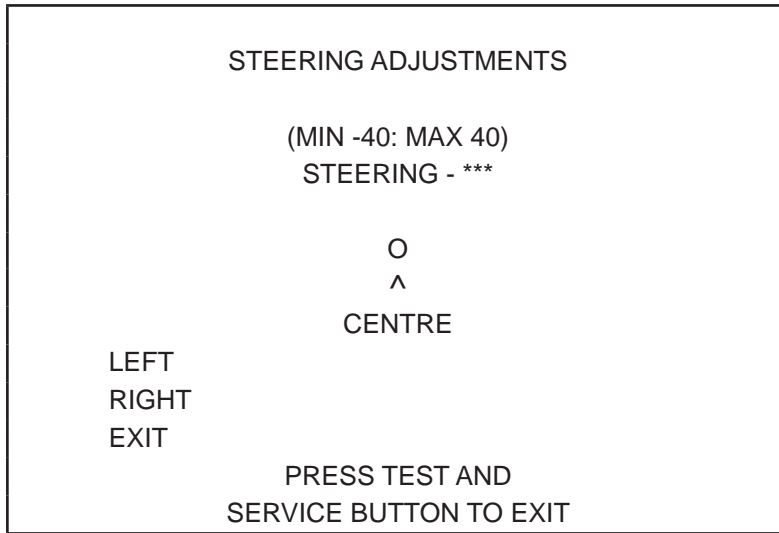 STEERING ADJUSTMENTS
(MIN -40: MAX 40)
STEERING - ***
O
^
CENTRE
LEFT
RIGHT
EXIT
PRESS TEST AND
SERVICE BUTTON TO EXIT